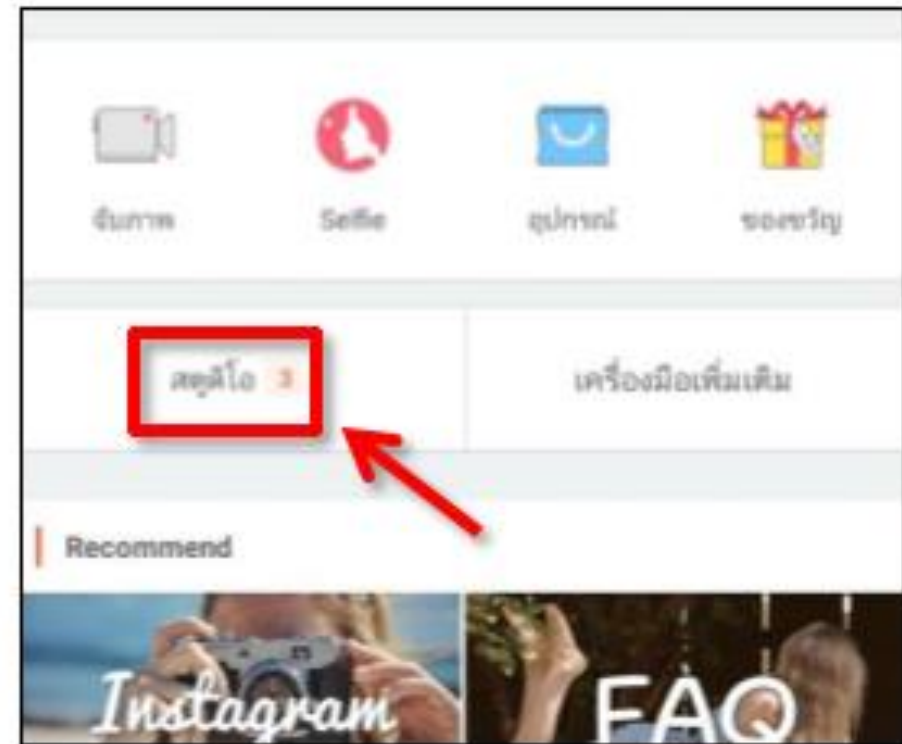 จับภาพ
Selfie
อุปกรณ์
ของขวัญ
สตูดิโอ 3
เครื่องมือเพิ่มเติม
Recommend
Instagram
FAQ